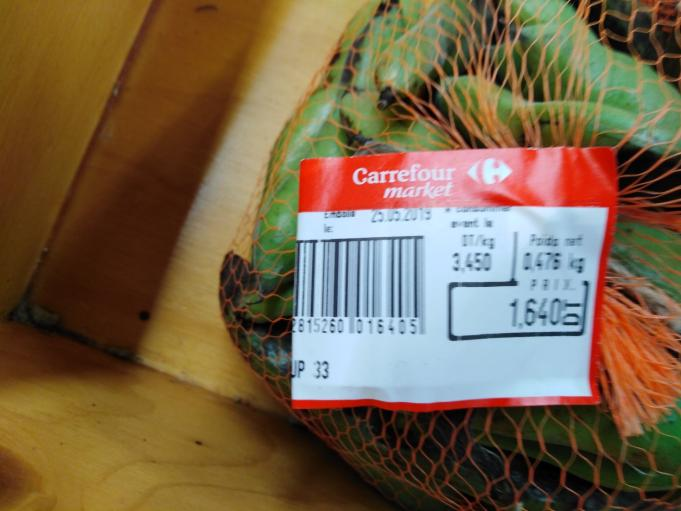 Carrefour
market
Emballé 25.05.2019 A consommer
le: avant le
DT/kg Poids net
3,450 0,476 kg
PRIX.
1,640DT
2815260 016405
UP 33